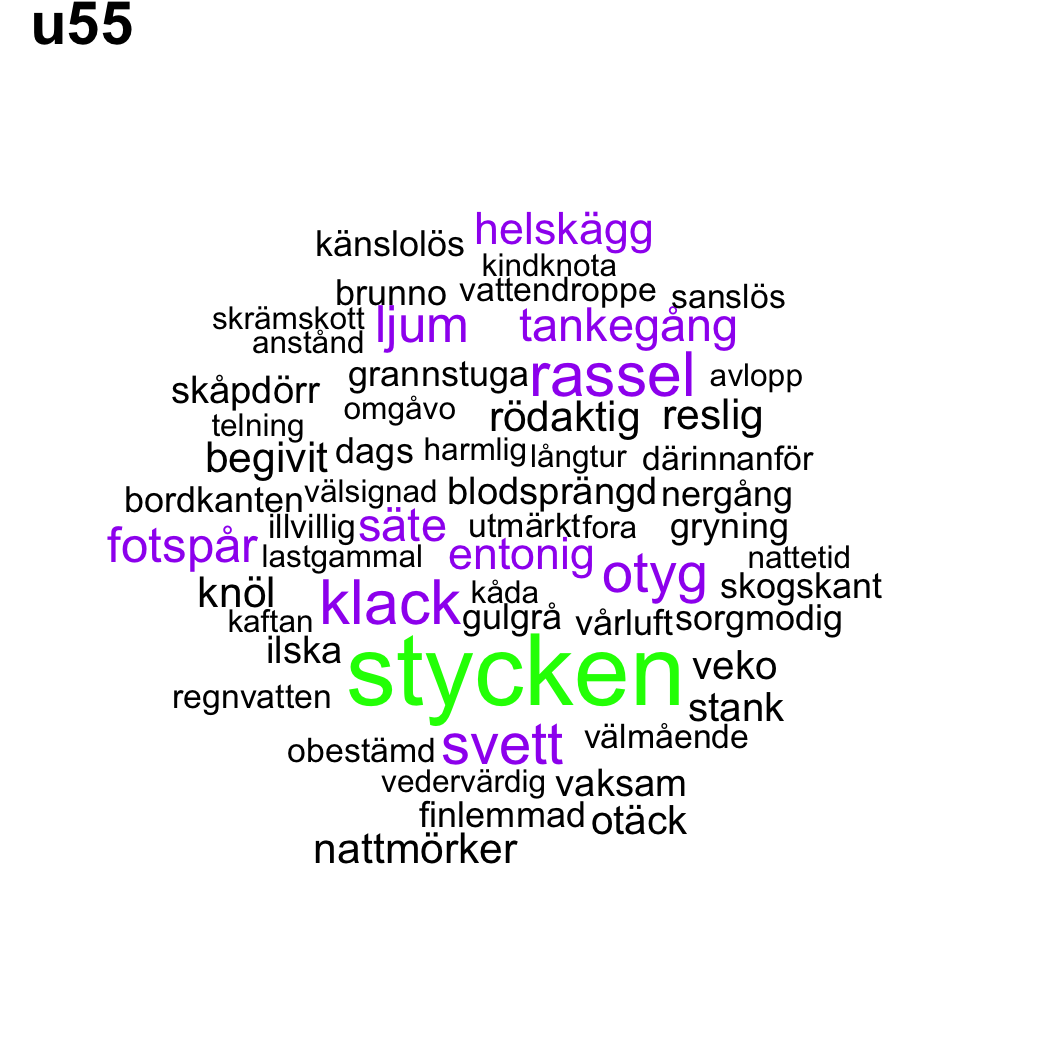 u55
känslolös helskägg
kindknota
brunno vattendroppe sanslös
skrämskott ljum tankegång
anstånd
skåpdörr grannstuga rassel avlopp
telning omgåvo rödaktig reslig
begivit dags harmlig långtur därinnanför
bordkanten välsignad blodsprängd nergång
fotspår illvillig säte utmärkt fora gryning
lastgammal entonig otyg nattetid
knöl klack kåda skogskant
kaftan gulgrå vårluft sorgmodig
ilska stycken veko
regnvatten stank
obestämd svett välmående
vedervärdig vaksam
finlemmad otäck
nattmörker